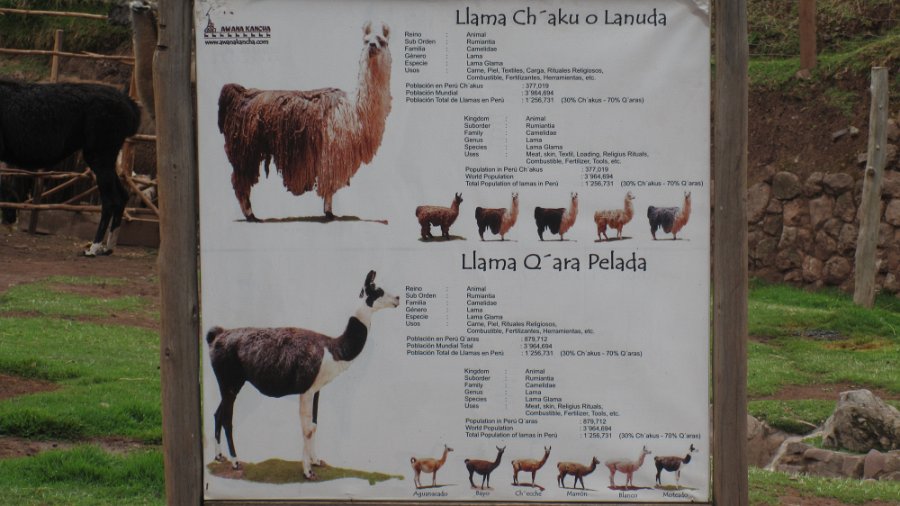 AWANA KANCHA
www.awanakancha.com
Llama Ch´aku o Lanuda
Reino : Animal
Sub Orden : Rumiantia
Familia : Camelidae
Género : Lama
Especie : Lama Glama
Usos : Carne, Piel, Textiles, Carga, Rituales Religiosos,
Combustible, Fertilizantes, Herramientas, etc.
Población en Perú Ch´akus : 377,019
Población Mundial : 3´964,694
Población Total de Llamas en Perú : 1´256,731 (30% Ch´akus - 70% Q´aras)
Kingdom : Animal
Suborder : Rumiantia
Family : Camelidae
Genus : Lama
Species : Lama Glama
Uses : Meat, skin, Textil, Loading, Religius Rituals,
Combustible, Fertilizer, Tools, etc.
Population in Perú Ch´akus : 377,019
World Population : 3´964,694
Total Population of lamas in Perú : 1´256,731 (30% Ch´akus - 70% Q´aras)
Llama Q´ara Pelada
Reino : Animal
Sub Orden : Rumiantia
Familia : Camelidae
Género : Lama
Especie : Lama Glama
Usos : Carne, Piel, Rituales Religiosos,
Combustible, Fertilizantes, Herramientas, etc.
Población en Perú Q´aras : 879,712
Población Mundial Total : 3´964,694
Población Total de Llamas en Perú : 1´256,731 (30% Ch´akus - 70% Q´aras)
Kingdom : Animal
Suborder : Rumiantia
Family : Camelidae
Genus : Lama
Species : Lama Glama
Uses : Meat, skin, Religius Rituals,
Combustible, Fertilizer, Tools, etc.
Population in Perú Q´aras : 879,712
World Population : 3´964,694
Total Population of lamas in Perú : 1´256,731 (30% Ch´akus - 70% Q´aras)
Guanacado Bayo Ch´ecche Marrón Blanco Moteado